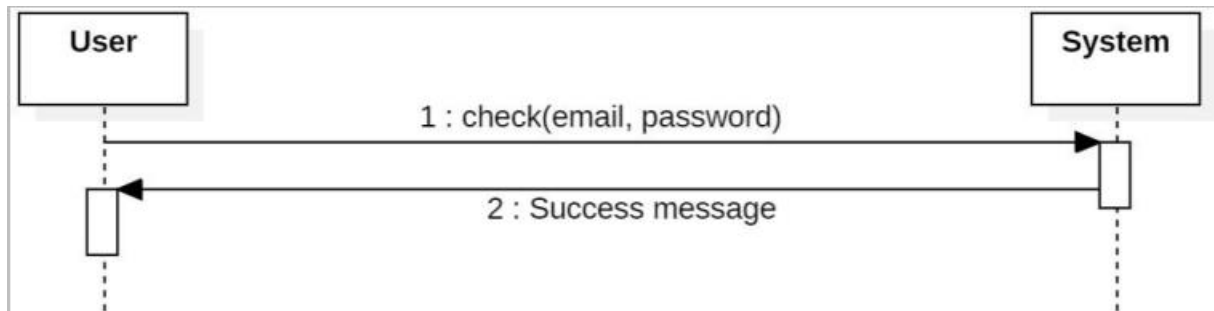 User
System
1 : check(email, password)
2 : Success message